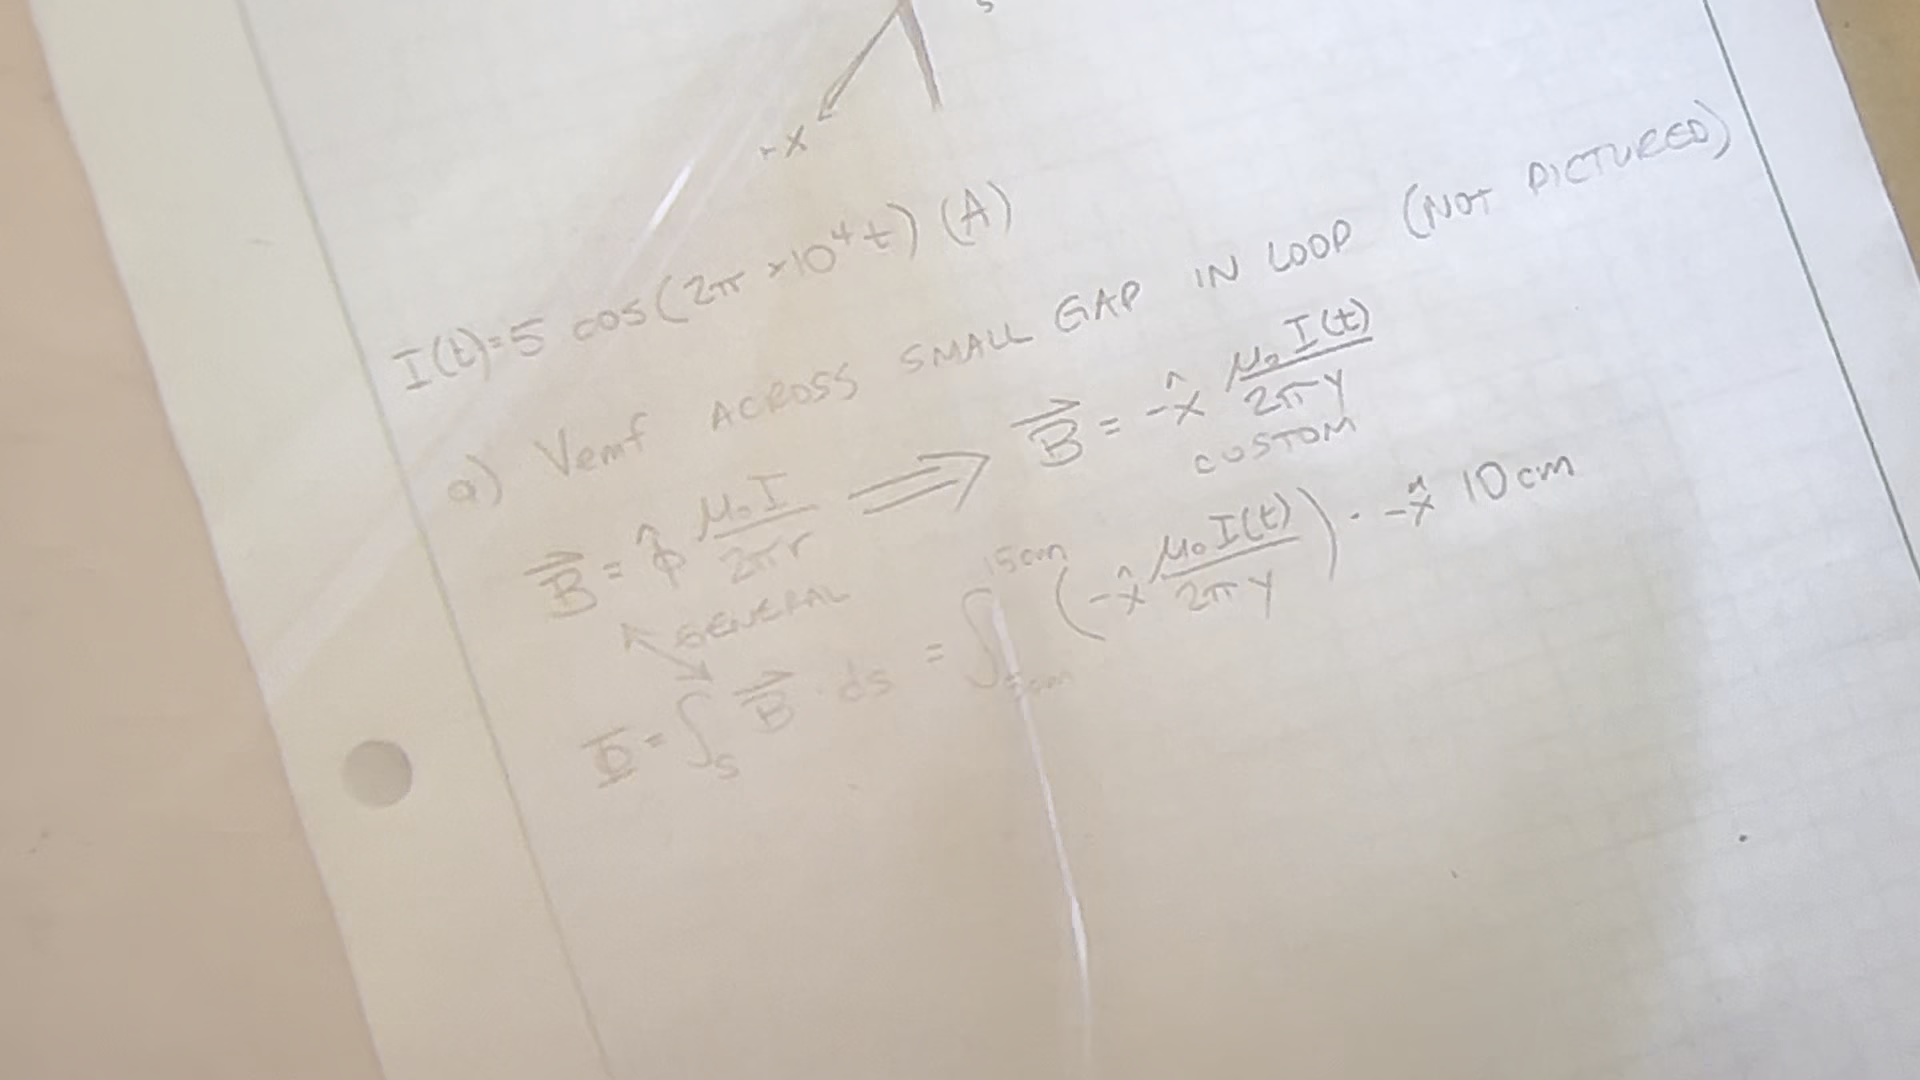 -x
I(t)=5 cos(2π ×10⁴t) (A)
a) Vemf ACROSS SMALL GAP IN LOOP (NOT PICTURED)
B⃗ = φ̂ μ₀I/2πr ⟹ B⃗ = -x̂ μ₀I(t)/2πy
GENERAL CUSTOM
Φ = ∫ₛ B⃗ · ds = ∫ 15cm (-x̂ μ₀I(t)/2πy) · -x̂ 10cm